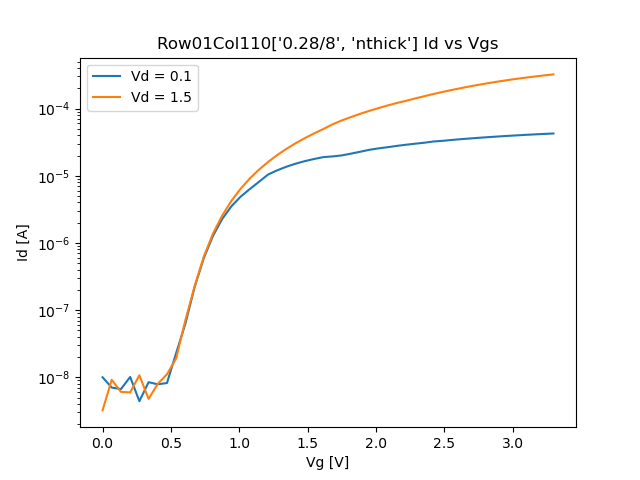 Row01Col110['0.28/8', 'nthick'] Id vs Vgs
Vd = 0.1
Vd = 1.5
10⁻⁴
10⁻⁵
10⁻⁶
10⁻⁷
10⁻⁸
Id [A]
0.0 0.5 1.0 1.5 2.0 2.5 3.0
Vg [V]